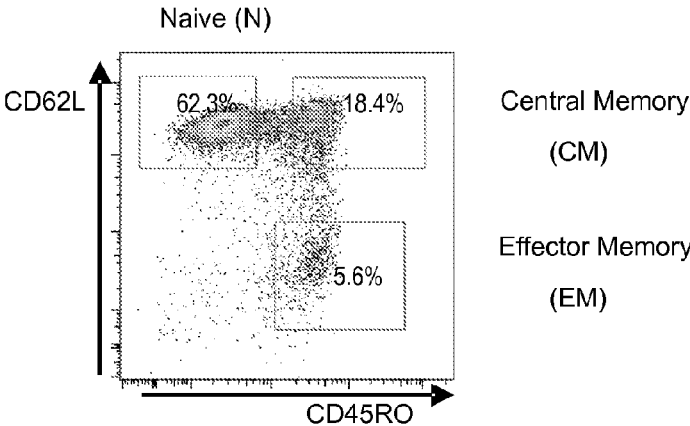 Naive (N)
CD62L
62.3%
18.4%
Central Memory
(CM)
Effector Memory
(EM)
5.6%
CD45RO